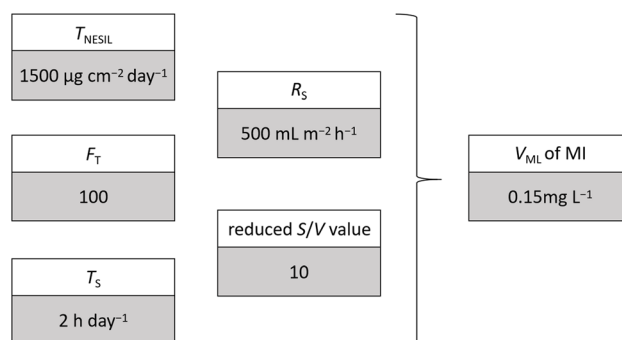 T_NESIL
1500 µg cm⁻² day⁻¹
F_T
100
T_S
2 h day⁻¹
R_S
500 mL m⁻² h⁻¹
reduced S/V value
10
V_ML of MI
0.15mg L⁻¹